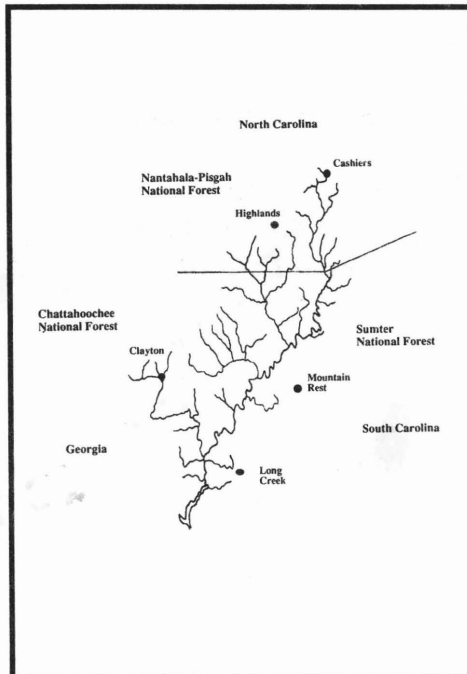 North Carolina
Cashiers
Nantahala-Pisgah
National Forest
Highlands
Chattahoochee
National Forest
Sumter
National Forest
Clayton
Mountain
Rest
South Carolina
Georgia
Long
Creek